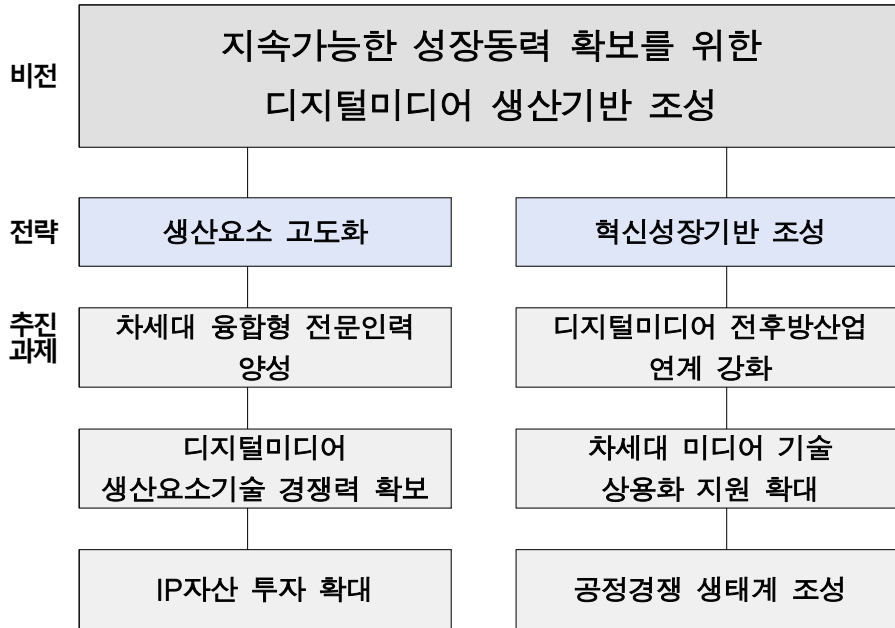 비전
지속가능한 성장동력 확보를 위한
디지털미디어 생산기반 조성
전략
생산요소 고도화
혁신성장기반 조성
추진
과제
차세대 융합형 전문인력
양성
디지털미디어 전후방산업
연계 강화
디지털미디어
생산요소기술 경쟁력 확보
차세대 미디어 기술
상용화 지원 확대
IP자산 투자 확대
공정경쟁 생태계 조성